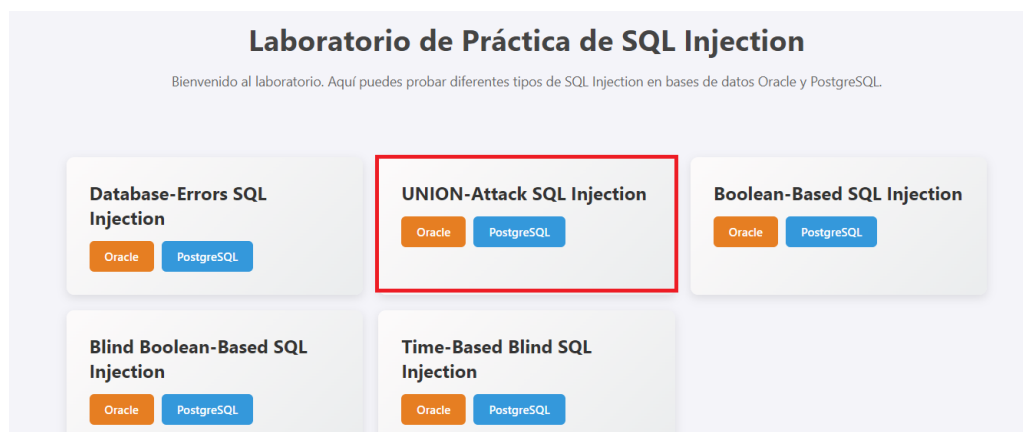 Laboratorio de Práctica de SQL Injection
Bienvenido al laboratorio. Aquí puedes probar diferentes tipos de SQL Injection en bases de datos Oracle y PostgreSQL.
Database-Errors SQL
Injection
Oracle PostgreSQL
UNION-Attack SQL Injection
Oracle PostgreSQL
Boolean-Based SQL Injection
Oracle PostgreSQL
Blind Boolean-Based SQL
Injection
Oracle PostgreSQL
Time-Based Blind SQL
Injection
Oracle PostgreSQL